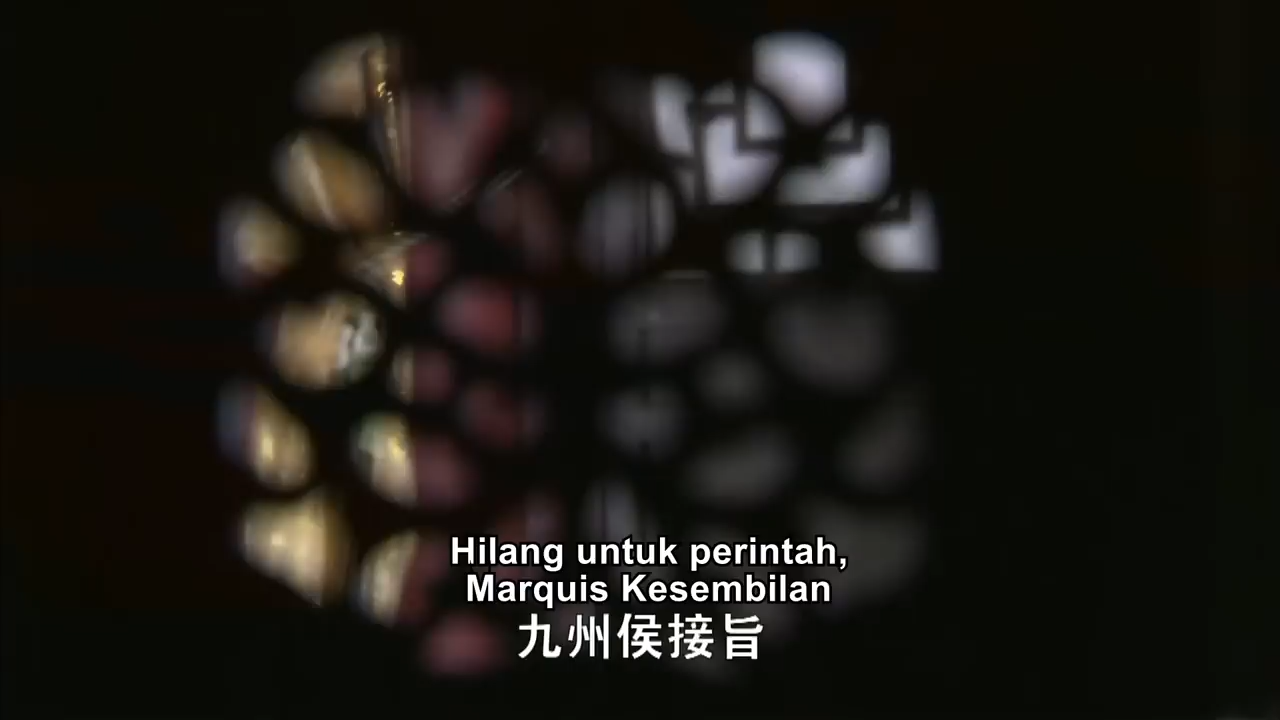 Hilang untuk perintah,
Marquis Kesembilan
九州侯接旨